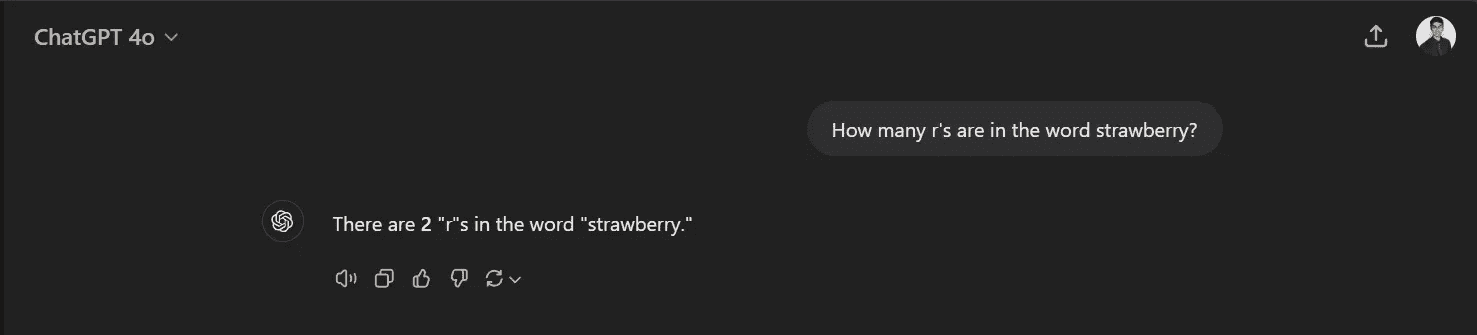 ChatGPT 4o
How many r's are in the word strawberry?
There are 2 "r"s in the word "strawberry."